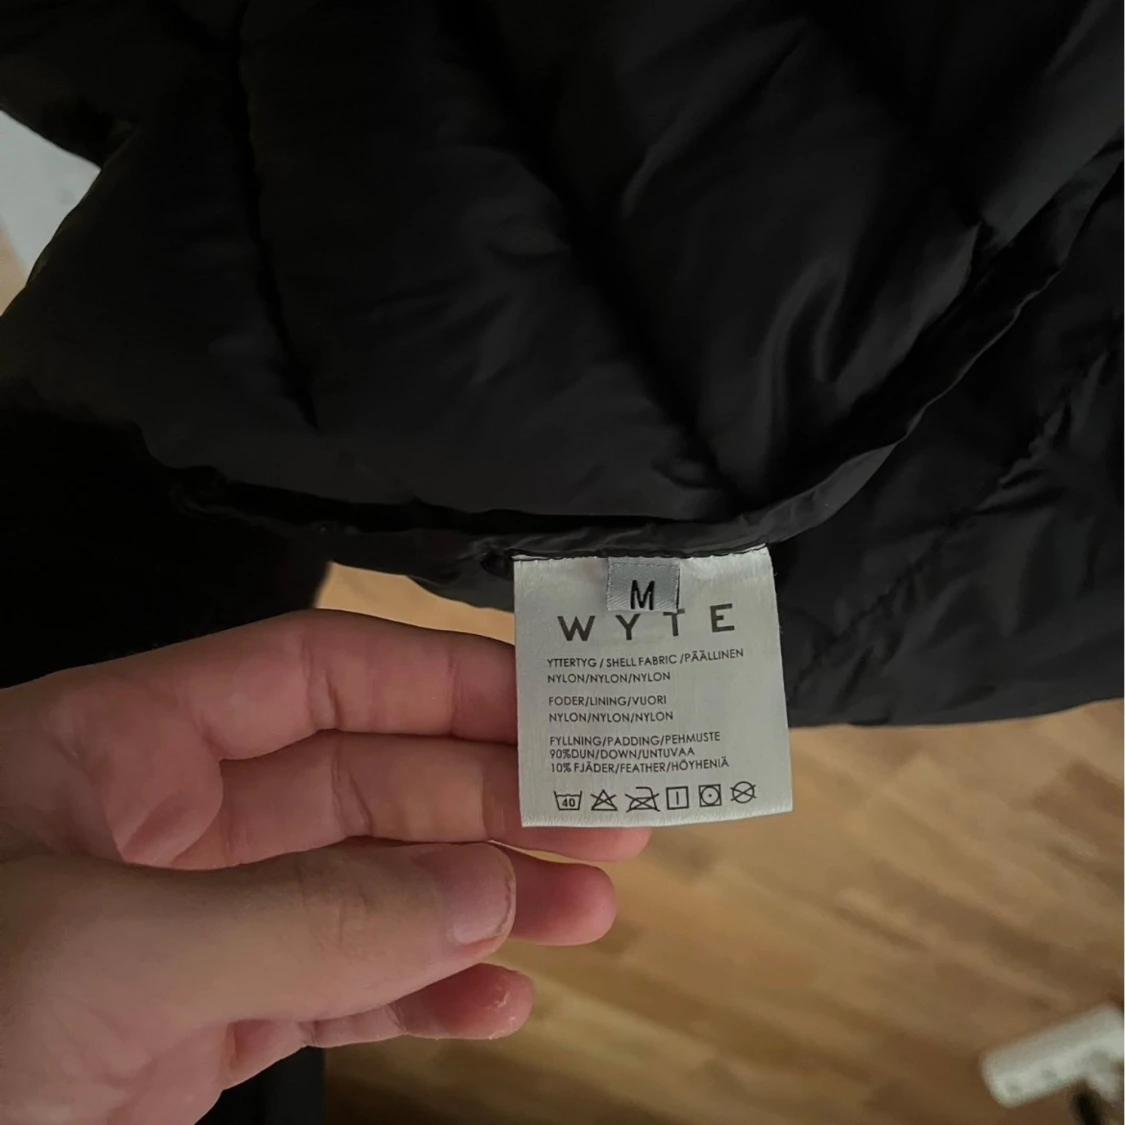 M
WYTE
YTTERTYG / SHELL FABRIC /PÄÄLLINEN
NYLON/NYLON/NYLON
FODER/LINING/VUORI
NYLON/NYLON/NYLON
FYLLNING/PADDING/PEHMUSTE
90%DUN/DOWN/UNTUVAA
10% FJÄDER/FEATHER/HÖYHENIÄ
40